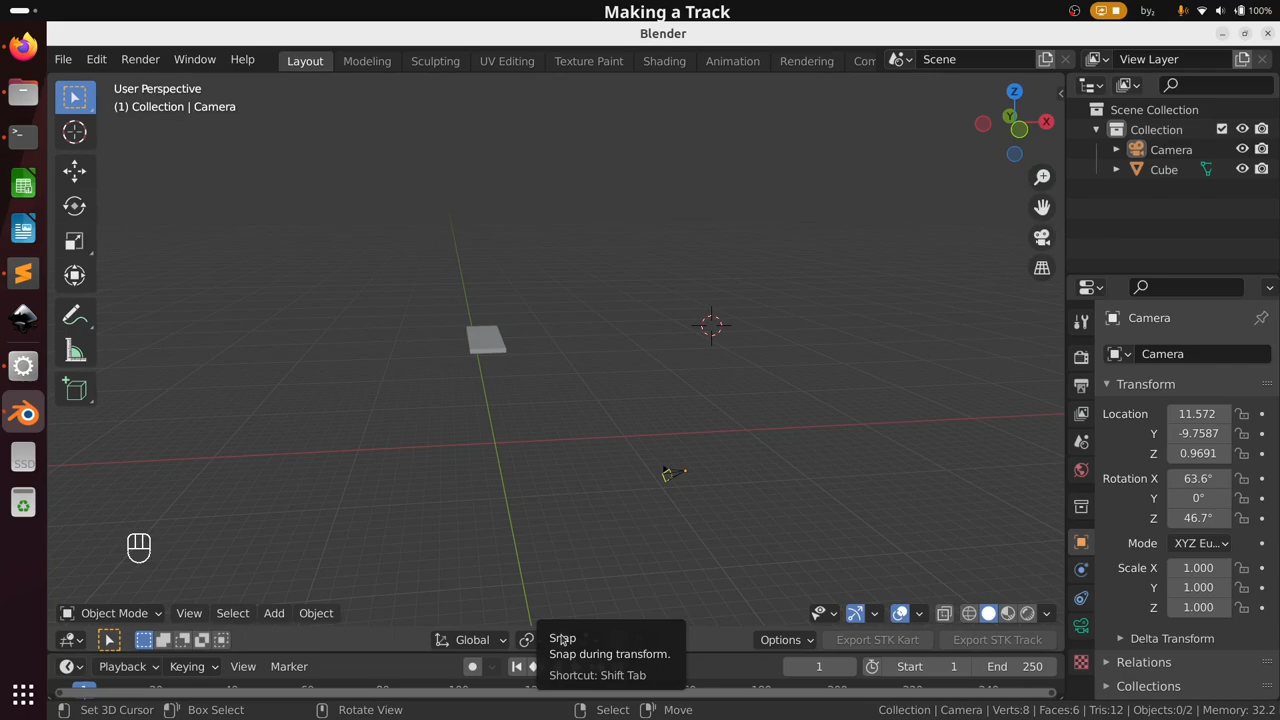 Making a Track
by₂
100%
Blender
File Edit Render Window Help
Layout Modeling Sculpting UV Editing Texture Paint Shading Animation Rendering Com
Scene
View Layer
User Perspective
(1) Collection | Camera
Z
Y
X
Scene Collection
Collection
Camera
Cube
Camera
Camera
Transform
Location 11.572
Y -9.7587
Z 0.9691
Rotation X 63.6°
Y 0°
Z 46.7°
Mode XYZ Eu...
Scale X 1.000
Y 1.000
Z 1.000
Delta Transform
Relations
Collections
SSD
Object Mode View Select Add Object
Global
Options
Export STK Kart
Export STK Track
Snap
Snap during transform.
Shortcut: Shift Tab
Playback Keying View Marker
1
Start 1
End 250
Set 3D Cursor
Box Select
Rotate View
Select
Move
Collection | Camera | Verts:8 | Faces:6 | Tris:12 | Objects:0/2 | Memory: 32.2